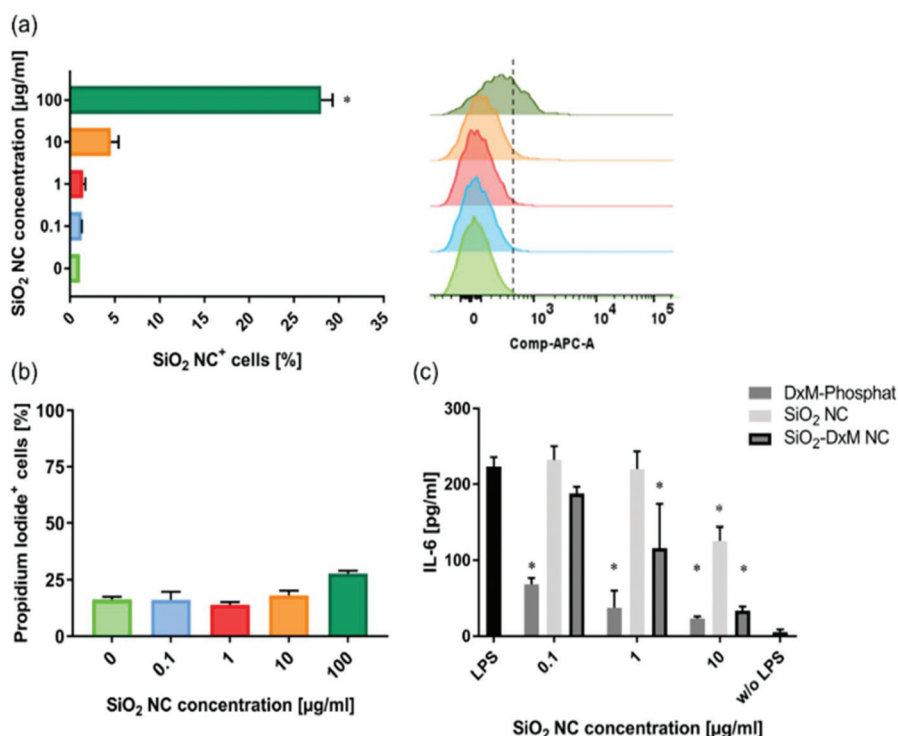 (a)
SiO₂ NC concentration [µg/ml]
100
*
10
1
0.1
0
0 5 10 15 20 25 30 35
SiO₂ NC⁺ cells [%]
0 10³ 10⁴ 10⁵
Comp-APC-A
(b)
Propidium Iodide⁺ cells [%]
100
75
50
25
0
0 0.1 1 10 100
SiO₂ NC concentration [µg/ml]
(c)
DxM-Phosphat
SiO₂ NC
SiO₂-DxM NC
IL-6 [pg/ml]
300
200
100
0
* * * * * *
LPS 0.1 1 10 w/o LPS
SiO₂ NC concentration [µg/ml]